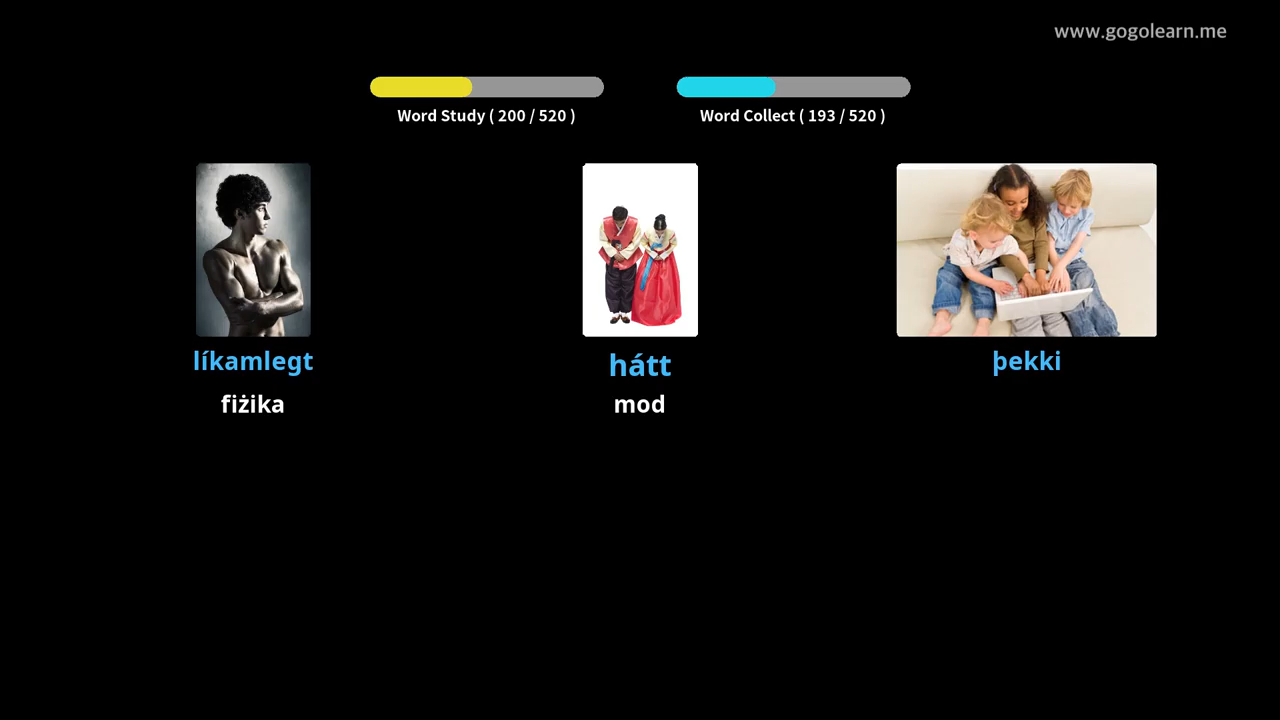 www.gogolearn.me
Word Study ( 200 / 520 )
Word Collect ( 193 / 520 )
líkamlegt
hátt
þekki
fiżika
mod